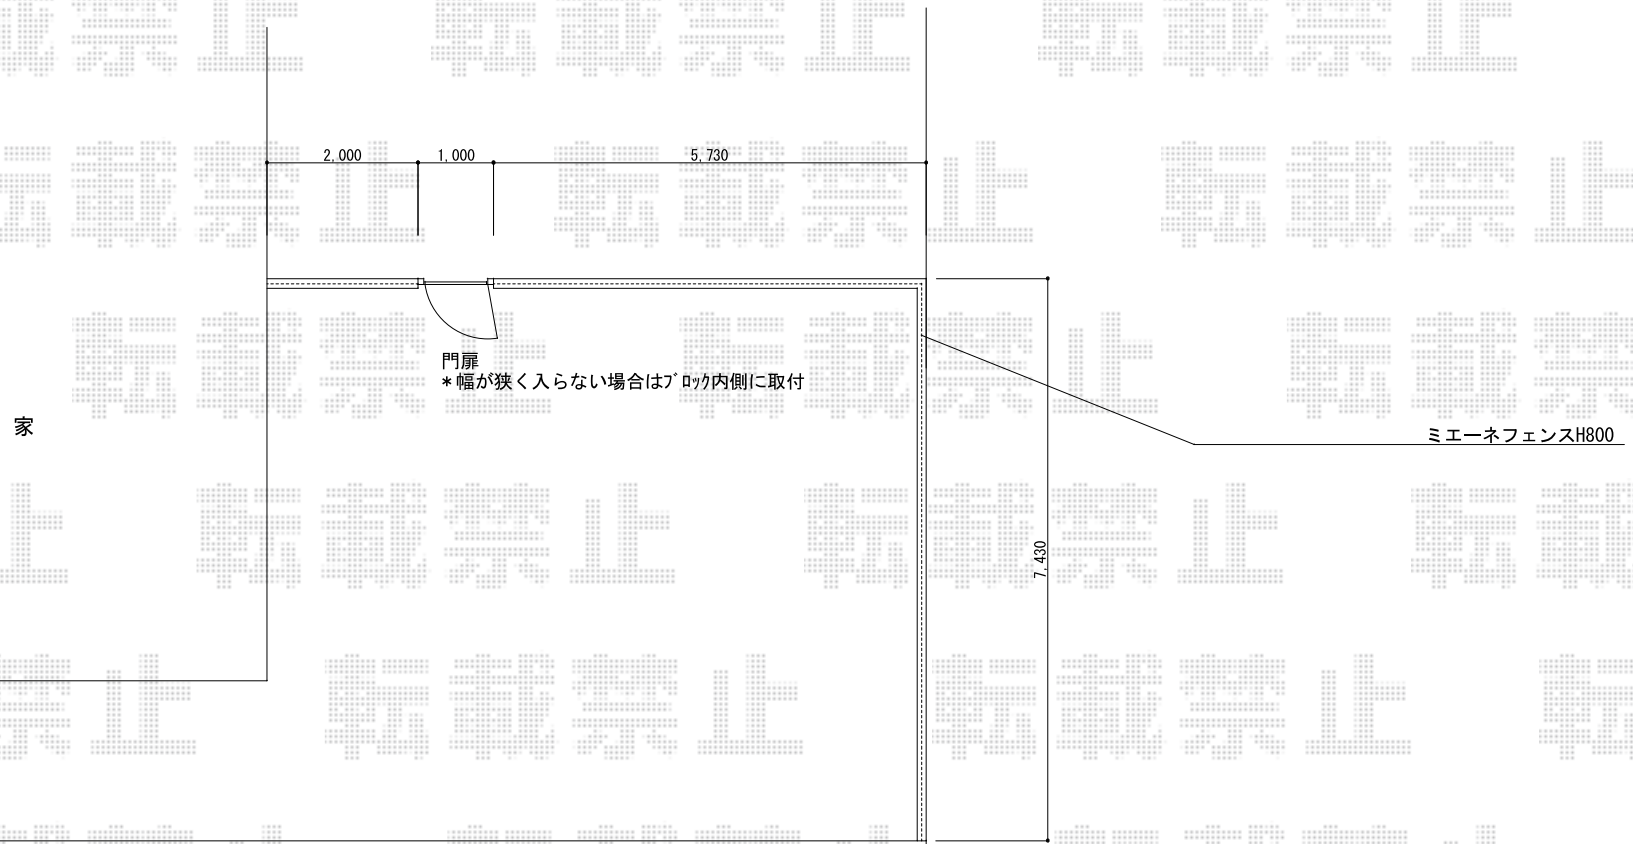 2,000
1,000
5,730
門扉
*幅が狭く入らない場合はﾌﾞﾛｯｸ内側に取付
家
ミエーネフェンスH800
7,430
転載禁止